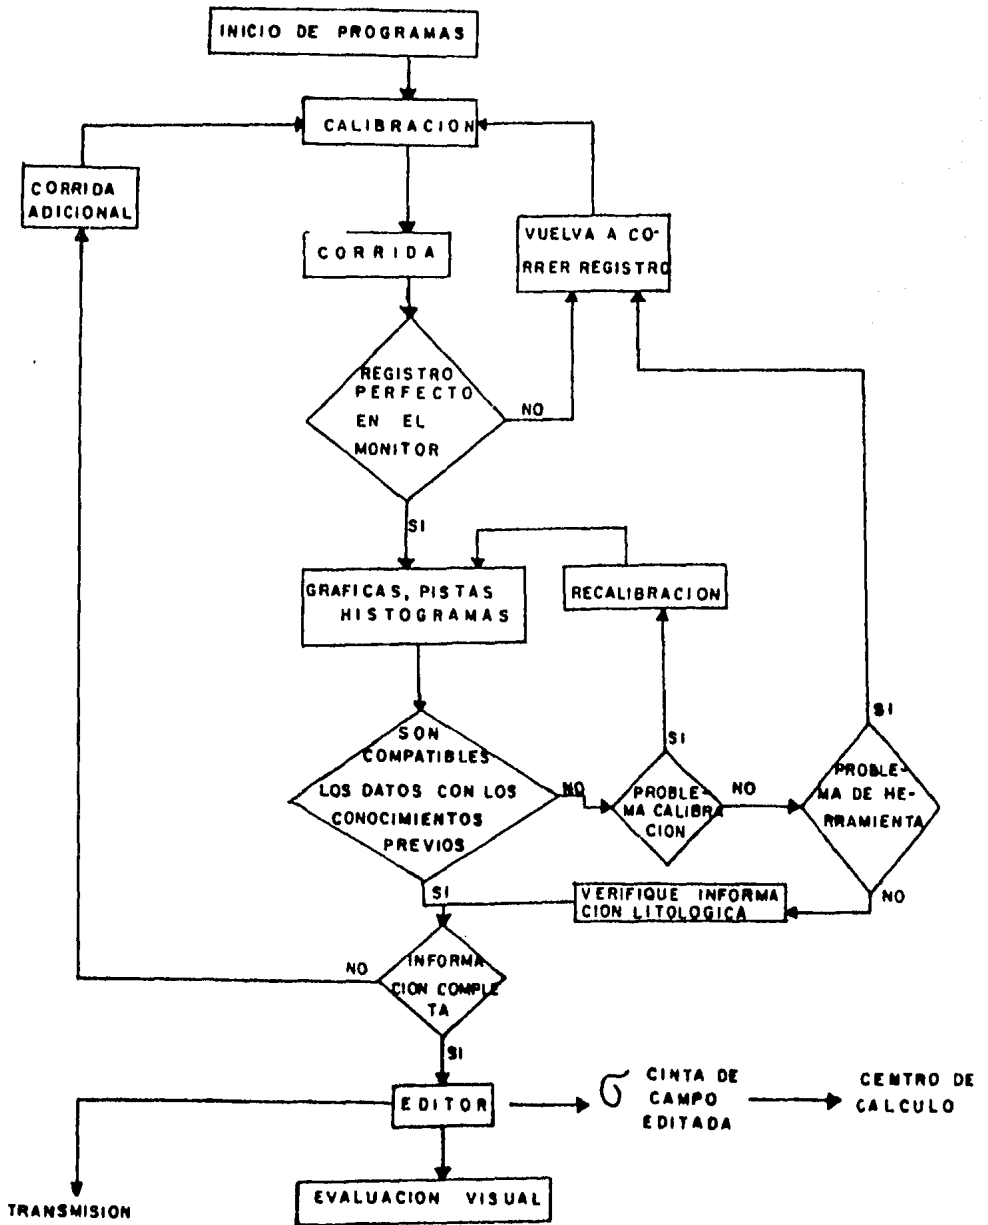 INICIO DE PROGRAMAS
CALIBRACION
CORRIDA
ADICIONAL
CORRIDA
VUELVA A CO-
RRER REGISTRO
REGISTRO
PERFECTO
EN EL
MONITOR
NO
SI
GRAFICAS, PISTAS
HISTOGRAMAS
RECALIBRACION
SON
COMPATIBLES
LOS DATOS CON LOS
CONOCIMIENTOS
PREVIOS
NO
SI
PROBLE-
MA CALIBRA
CION
NO
SI
PROBLE-
MA DE HE-
RRAMIENTA
NO
SI
VERIFIQUE INFORMA
CION LITOLOGICA
NO
INFORMA
CION COMPLE
TA
SI
EDITOR
CINTA DE
CAMPO
EDITADA
CENTRO DE
CALCULO
TRANSMISION
EVALUACION VISUAL